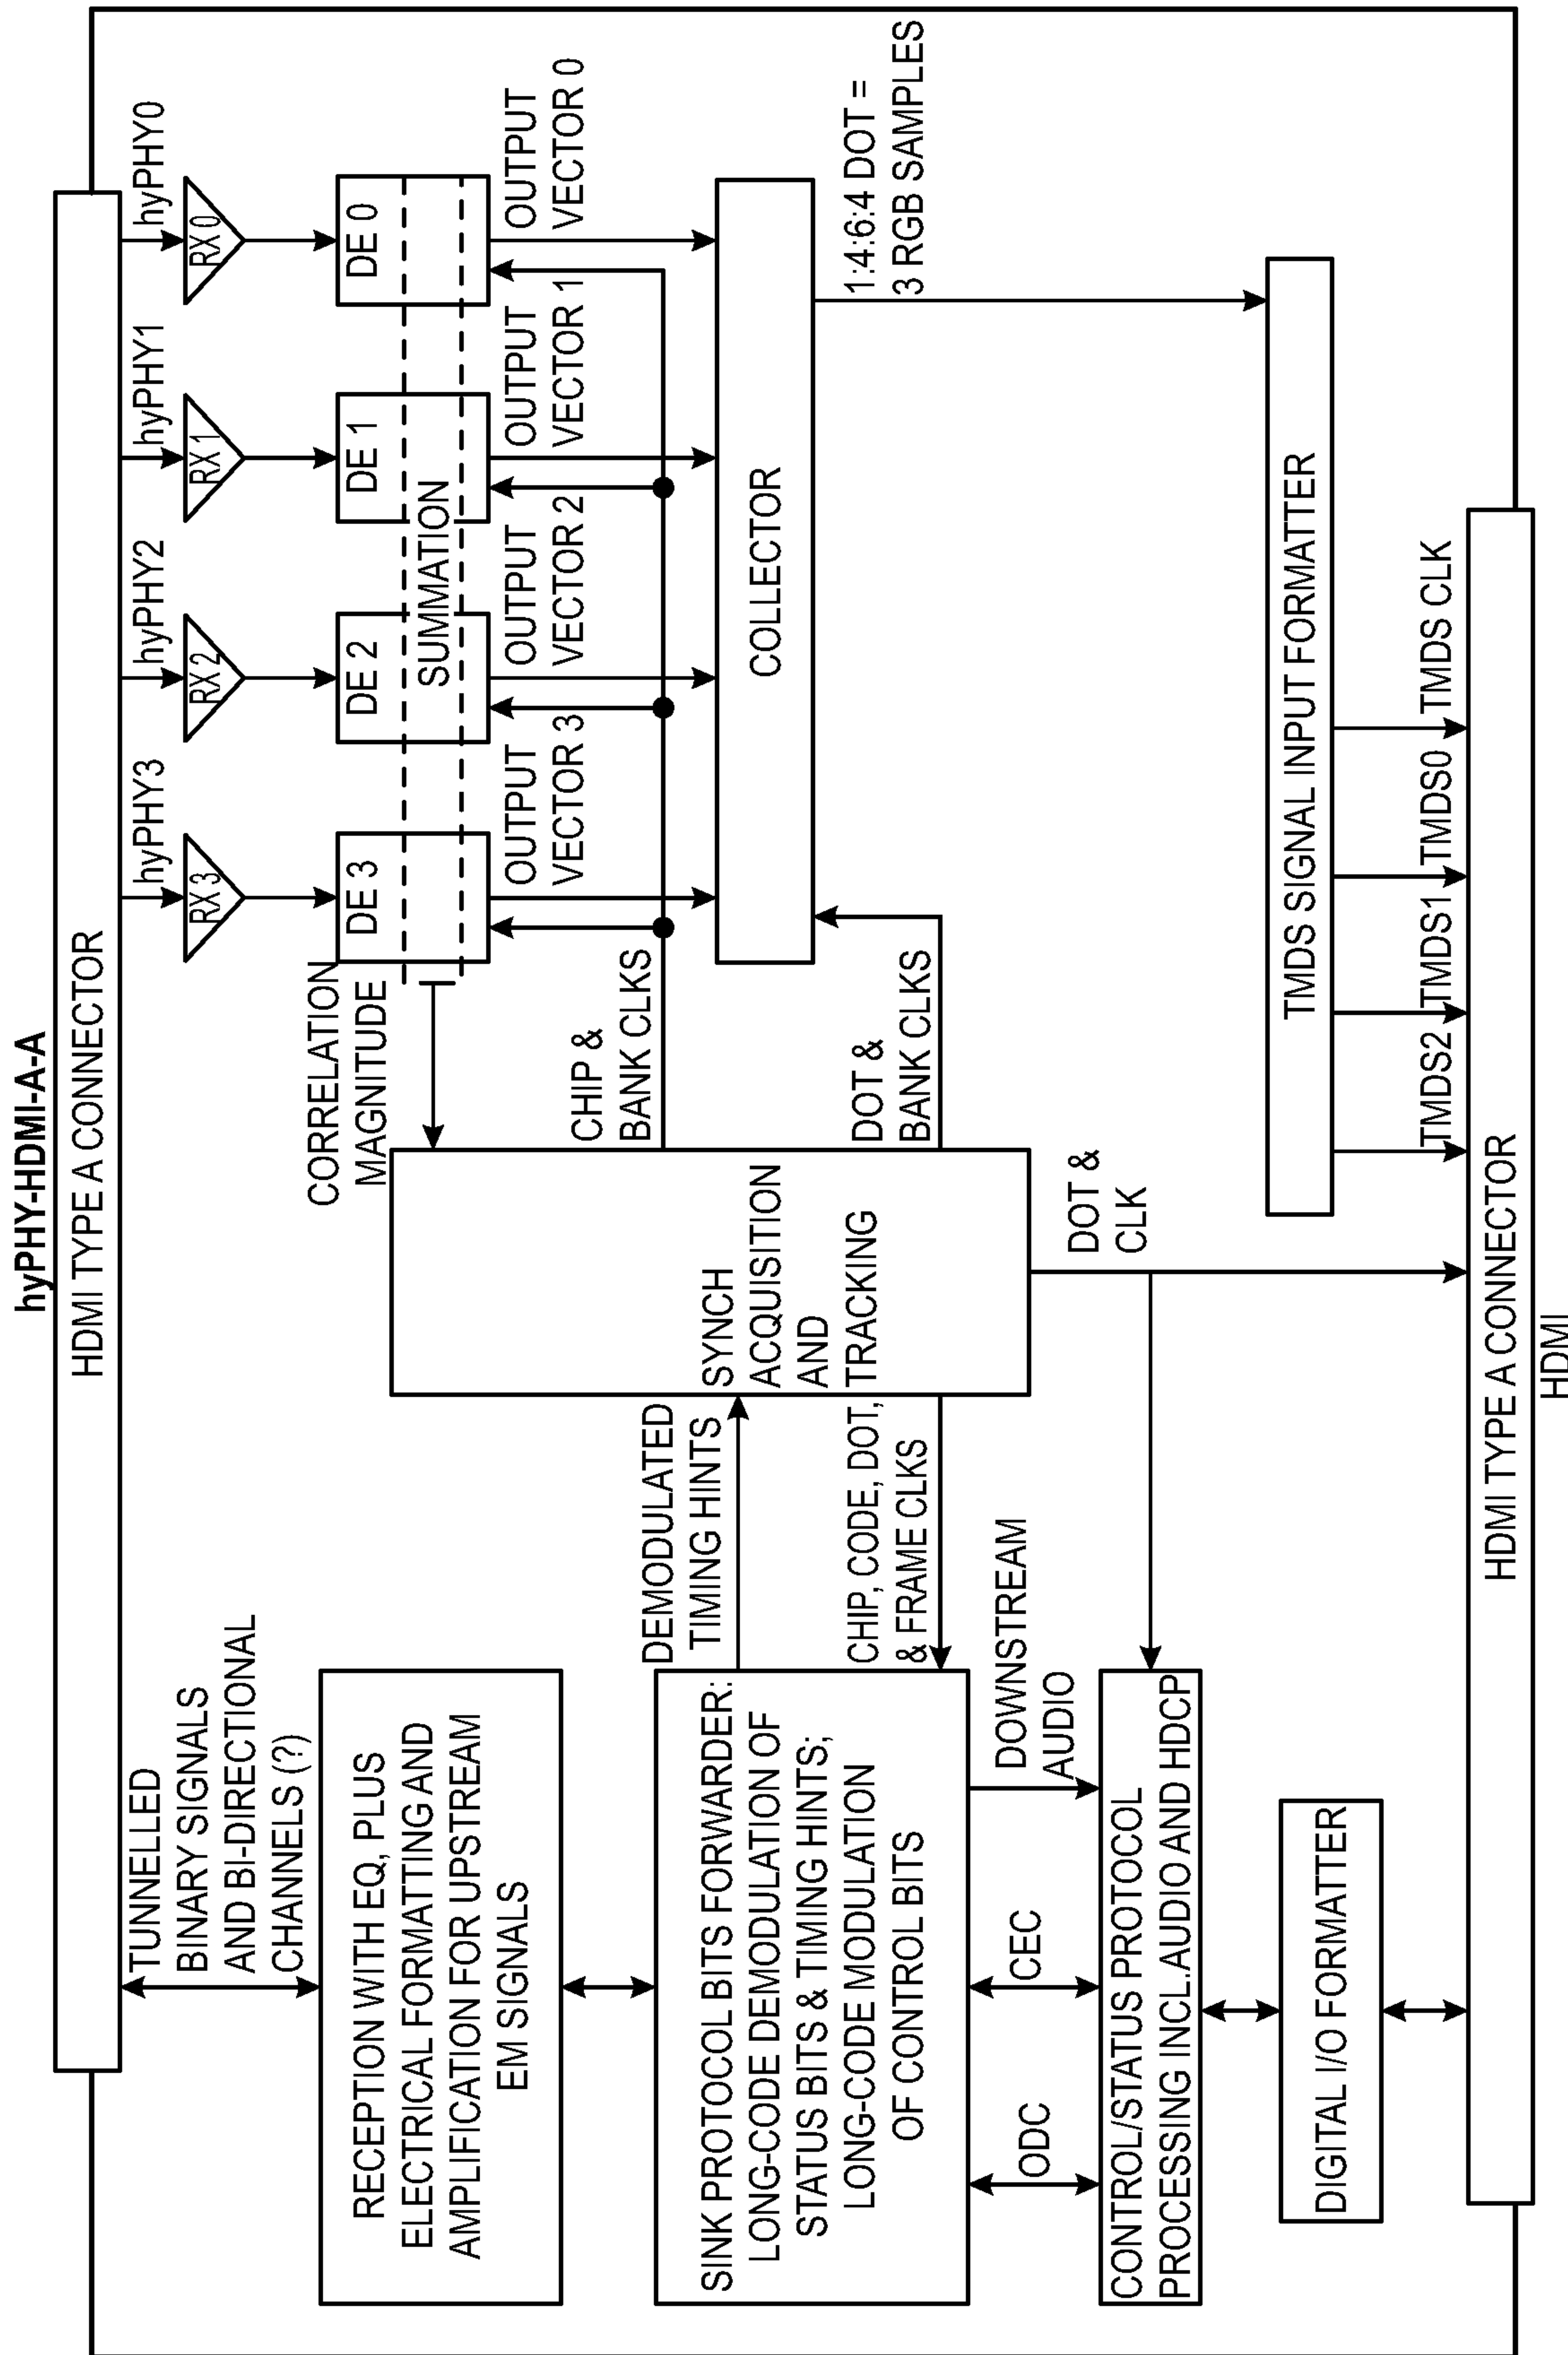 hyPHY-HDMI-A-A
HDMI TYPE A CONNECTOR
TUNNELLED
BINARY SIGNALS
AND BI-DIRECTIONAL
CHANNELS (?)
hyPHY3
hyPHY2
hyPHY1
hyPHY0
RX 3
RX 2
RX 1
RX 0
RECEPTION WITH EQ, PLUS
ELECTRICAL FORMATTING AND
AMPLIFICATION FOR UPSTREAM
EM SIGNALS
CORRELATION
MAGNITUDE
DE 3
DE 2
DE 1
DE 0
SUMMATION
OUTPUT
VECTOR 3
OUTPUT
VECTOR 2
OUTPUT
VECTOR 1
OUTPUT
VECTOR 0
CHIP &
BANK CLKS
DEMODULATED
TIMING HINTS
SYNCH
ACQUISITION
AND
TRACKING
SINK PROTOCOL BITS FORWARDER:
LONG-CODE DEMODULATION OF
STATUS BITS & TIMING HINTS;
LONG-CODE MODULATION
OF CONTROL BITS
CHIP, CODE, DOT,
& FRAME CLKS
COLLECTOR
DOT &
BANK CLKS
1:4:6:4 DOT =
3 RGB SAMPLES
ODC
CEC
DOWNSTREAM
AUDIO
DOT &
CLK
CONTROL/STATUS PROTOCOL
PROCESSING INCL.AUDIO AND HDCP
TMDS SIGNAL INPUT FORMATTER
DIGITAL I/O FORMATTER
TMDS2
TMDS1
TMDS0
TMDS CLK
HDMI TYPE A CONNECTOR
HDMI